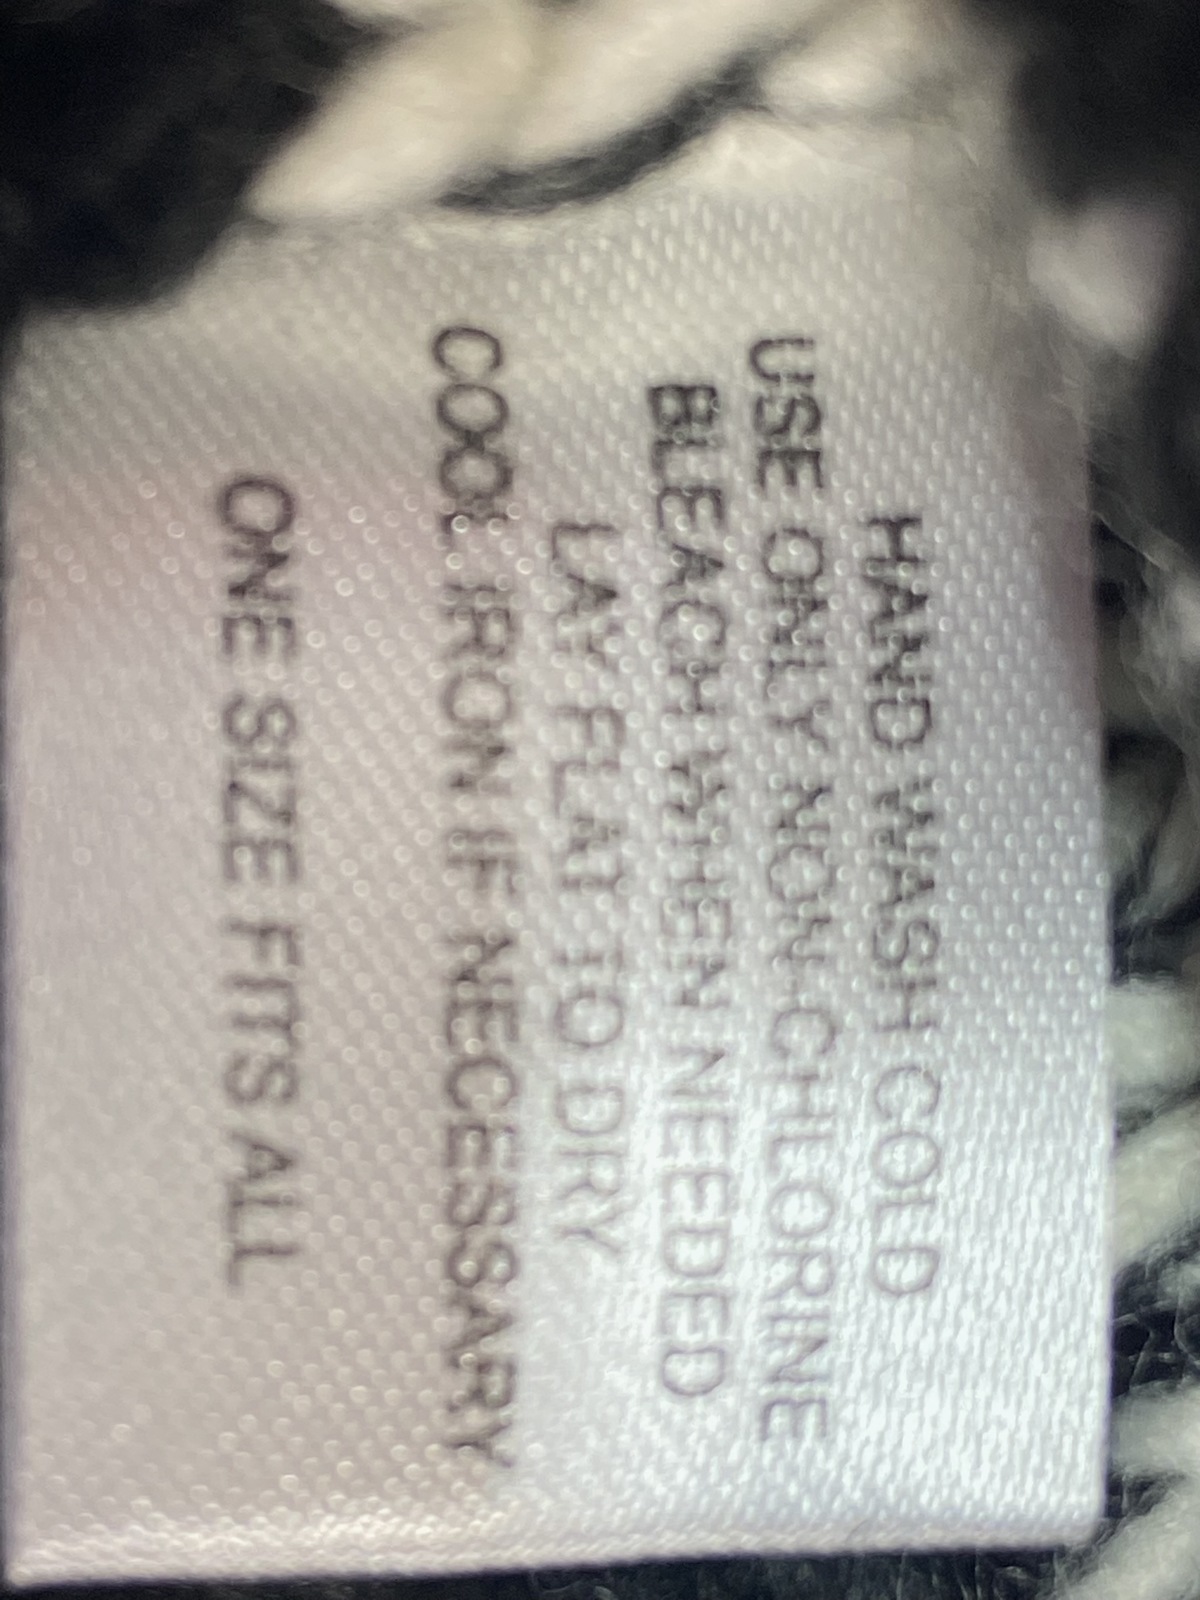 HAND WASH COLD
USE ONLY NON-CHLORINE
BLEACH WHEN NEEDED
LAY FLAT TO DRY
COOL IRON IF NECESSARY
ONE SIZE FITS ALL